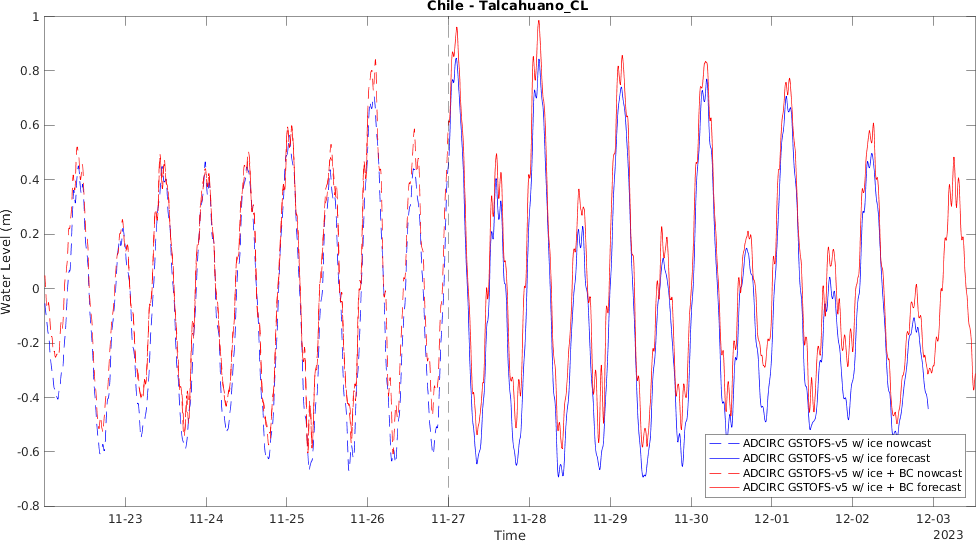 Chile - Talcahuano_CL
1
0.8
0.6
0.4
0.2
0
-0.2
-0.4
-0.6
-0.8
Water Level (m)
ADCIRC GSTOFS-v5 w/ ice nowcast
ADCIRC GSTOFS-v5 w/ ice forecast
ADCIRC GSTOFS-v5 w/ ice + BC nowcast
ADCIRC GSTOFS-v5 w/ ice + BC forecast
11-23 11-24 11-25 11-26 11-27 11-28 11-29 11-30 12-01 12-02 12-03
Time
2023